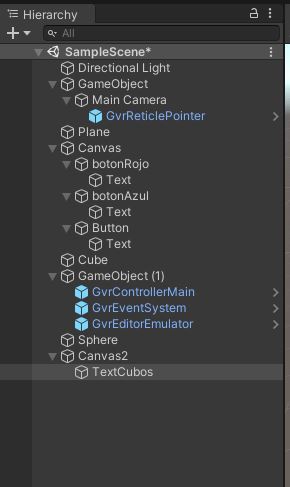 Hierarchy
All
SampleScene*
Directional Light
GameObject
Main Camera
GvrReticlePointer
Plane
Canvas
botonRojo
Text
botonAzul
Text
Button
Text
Cube
GameObject (1)
GvrControllerMain
GvrEventSystem
GvrEditorEmulator
Sphere
Canvas2
TextCubos